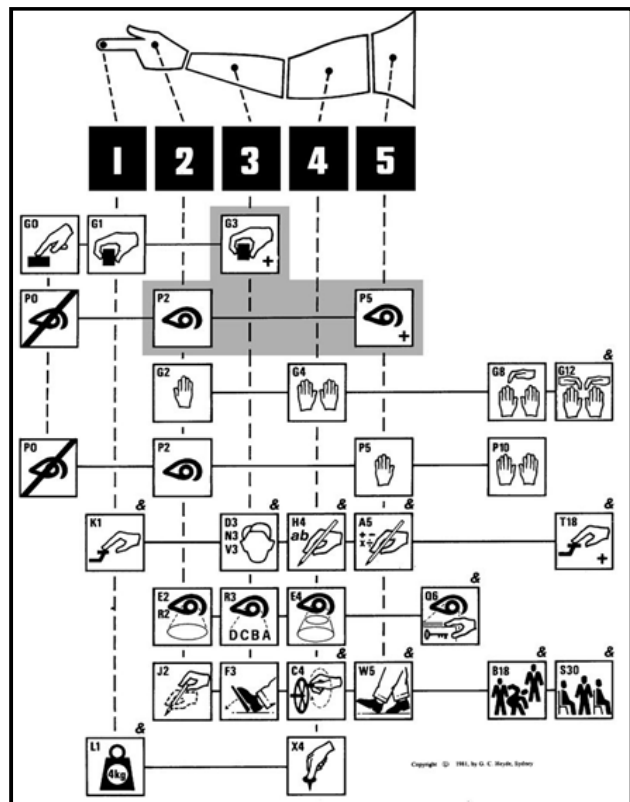 1 2 3 4 5
G0 G1 G3
+
P0 P2 P5
+
&
G2 G4 G8 G12
P0 P2 P5 P10
& & & & &
K1 D3 H4 A5 T18
N3 ab + −
V3 x ÷
+
&
E2 R3 E4 Q6
R2
D C B A
& & & &
J2 F3 C4 W5 B18 S30
&
L1 X4
4kg
Copyright © 1981, by G. C. Heyde, Sydney